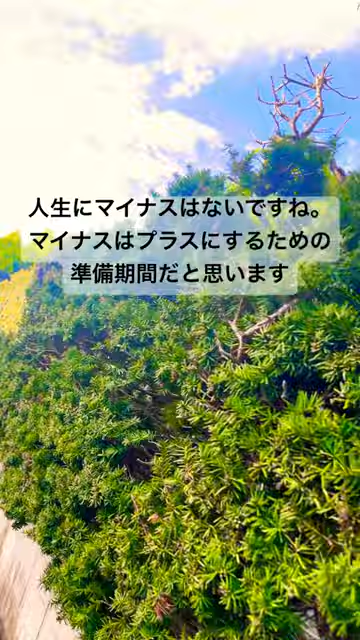 人生にマイナスはないですね。
マイナスはプラスにするための
準備期間だと思います